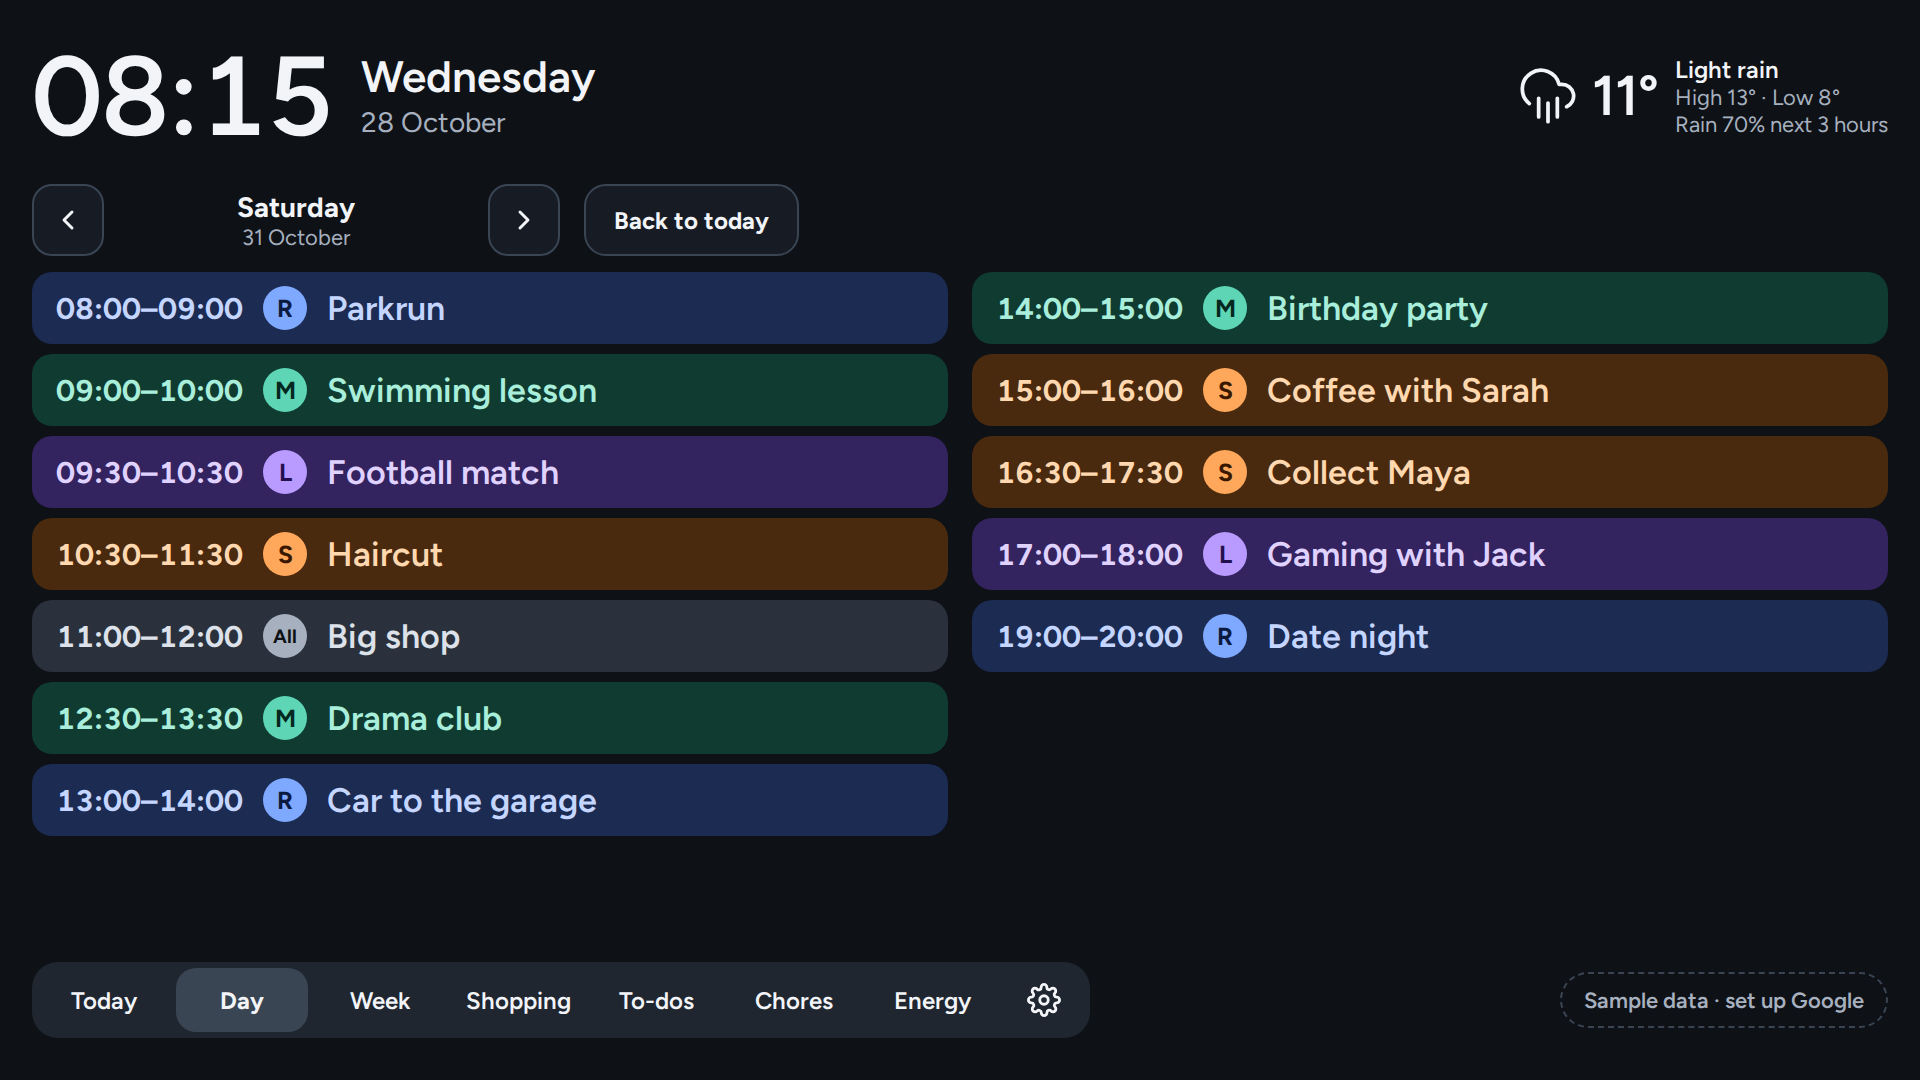 08:15
Wednesday
28 October
11°
Light rain
High 13° · Low 8°
Rain 70% next 3 hours
Saturday
31 October
Back to today
08:00–09:00 R Parkrun
09:00–10:00 M Swimming lesson
09:30–10:30 L Football match
10:30–11:30 S Haircut
11:00–12:00 All Big shop
12:30–13:30 M Drama club
13:00–14:00 R Car to the garage
14:00–15:00 M Birthday party
15:00–16:00 S Coffee with Sarah
16:30–17:30 S Collect Maya
17:00–18:00 L Gaming with Jack
19:00–20:00 R Date night
Today Day Week Shopping To-dos Chores Energy
Sample data · set up Google